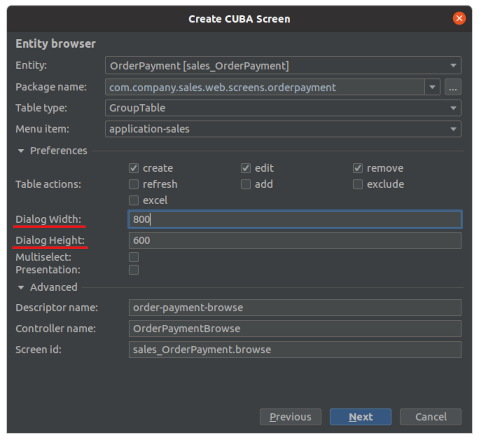 Create CUBA Screen
Entity browser
Entity: OrderPayment [sales_OrderPayment]
Package name: com.company.sales.web.screens.orderpayment ...
Table type: GroupTable
Menu item: application-sales
Preferences
create edit remove
Table actions: refresh add exclude
excel
Dialog Width: 800
Dialog Height: 600
Multiselect:
Presentation:
Advanced
Descriptor name: order-payment-browse
Controller name: OrderPaymentBrowse
Screen id: sales_OrderPayment.browse
Previous Next Cancel